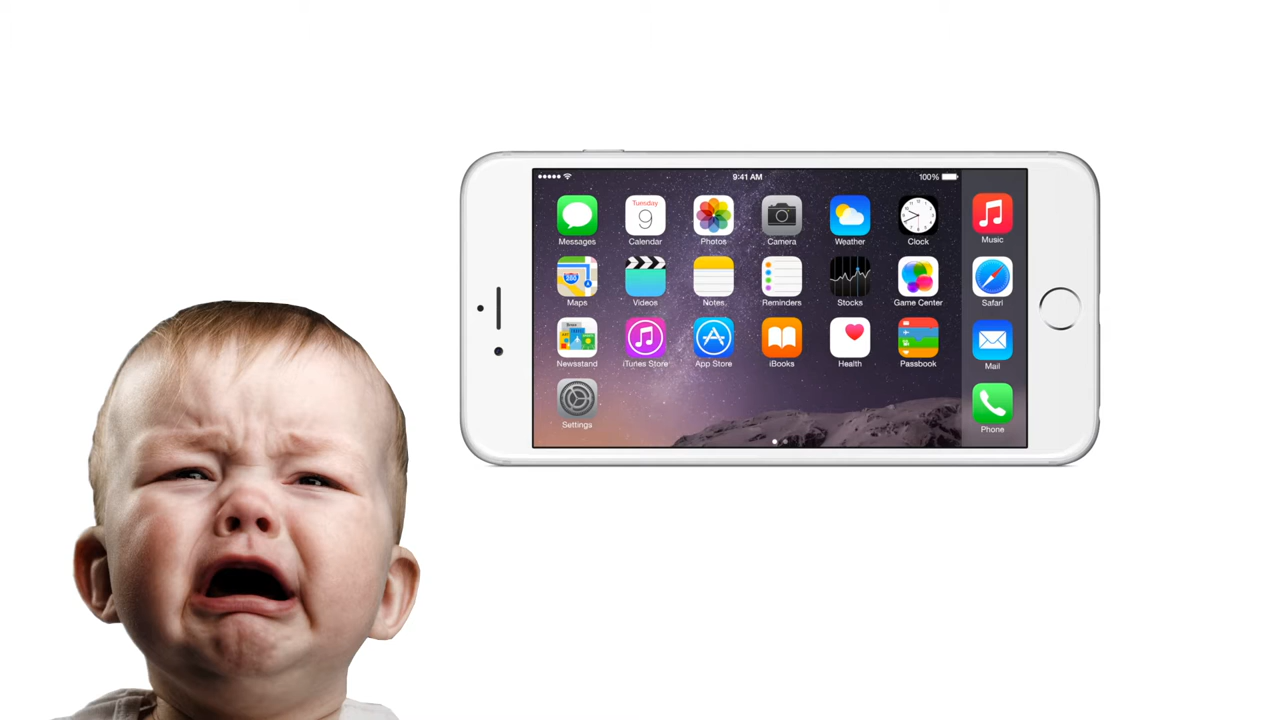 9:41 AM 100%
Tuesday
9
Messages Calendar Photos Camera Weather Clock Music
280
Maps Videos Notes Reminders Stocks Game Center Safari
Newsstand iTunes Store App Store iBooks Health Passbook Mail
Settings Phone